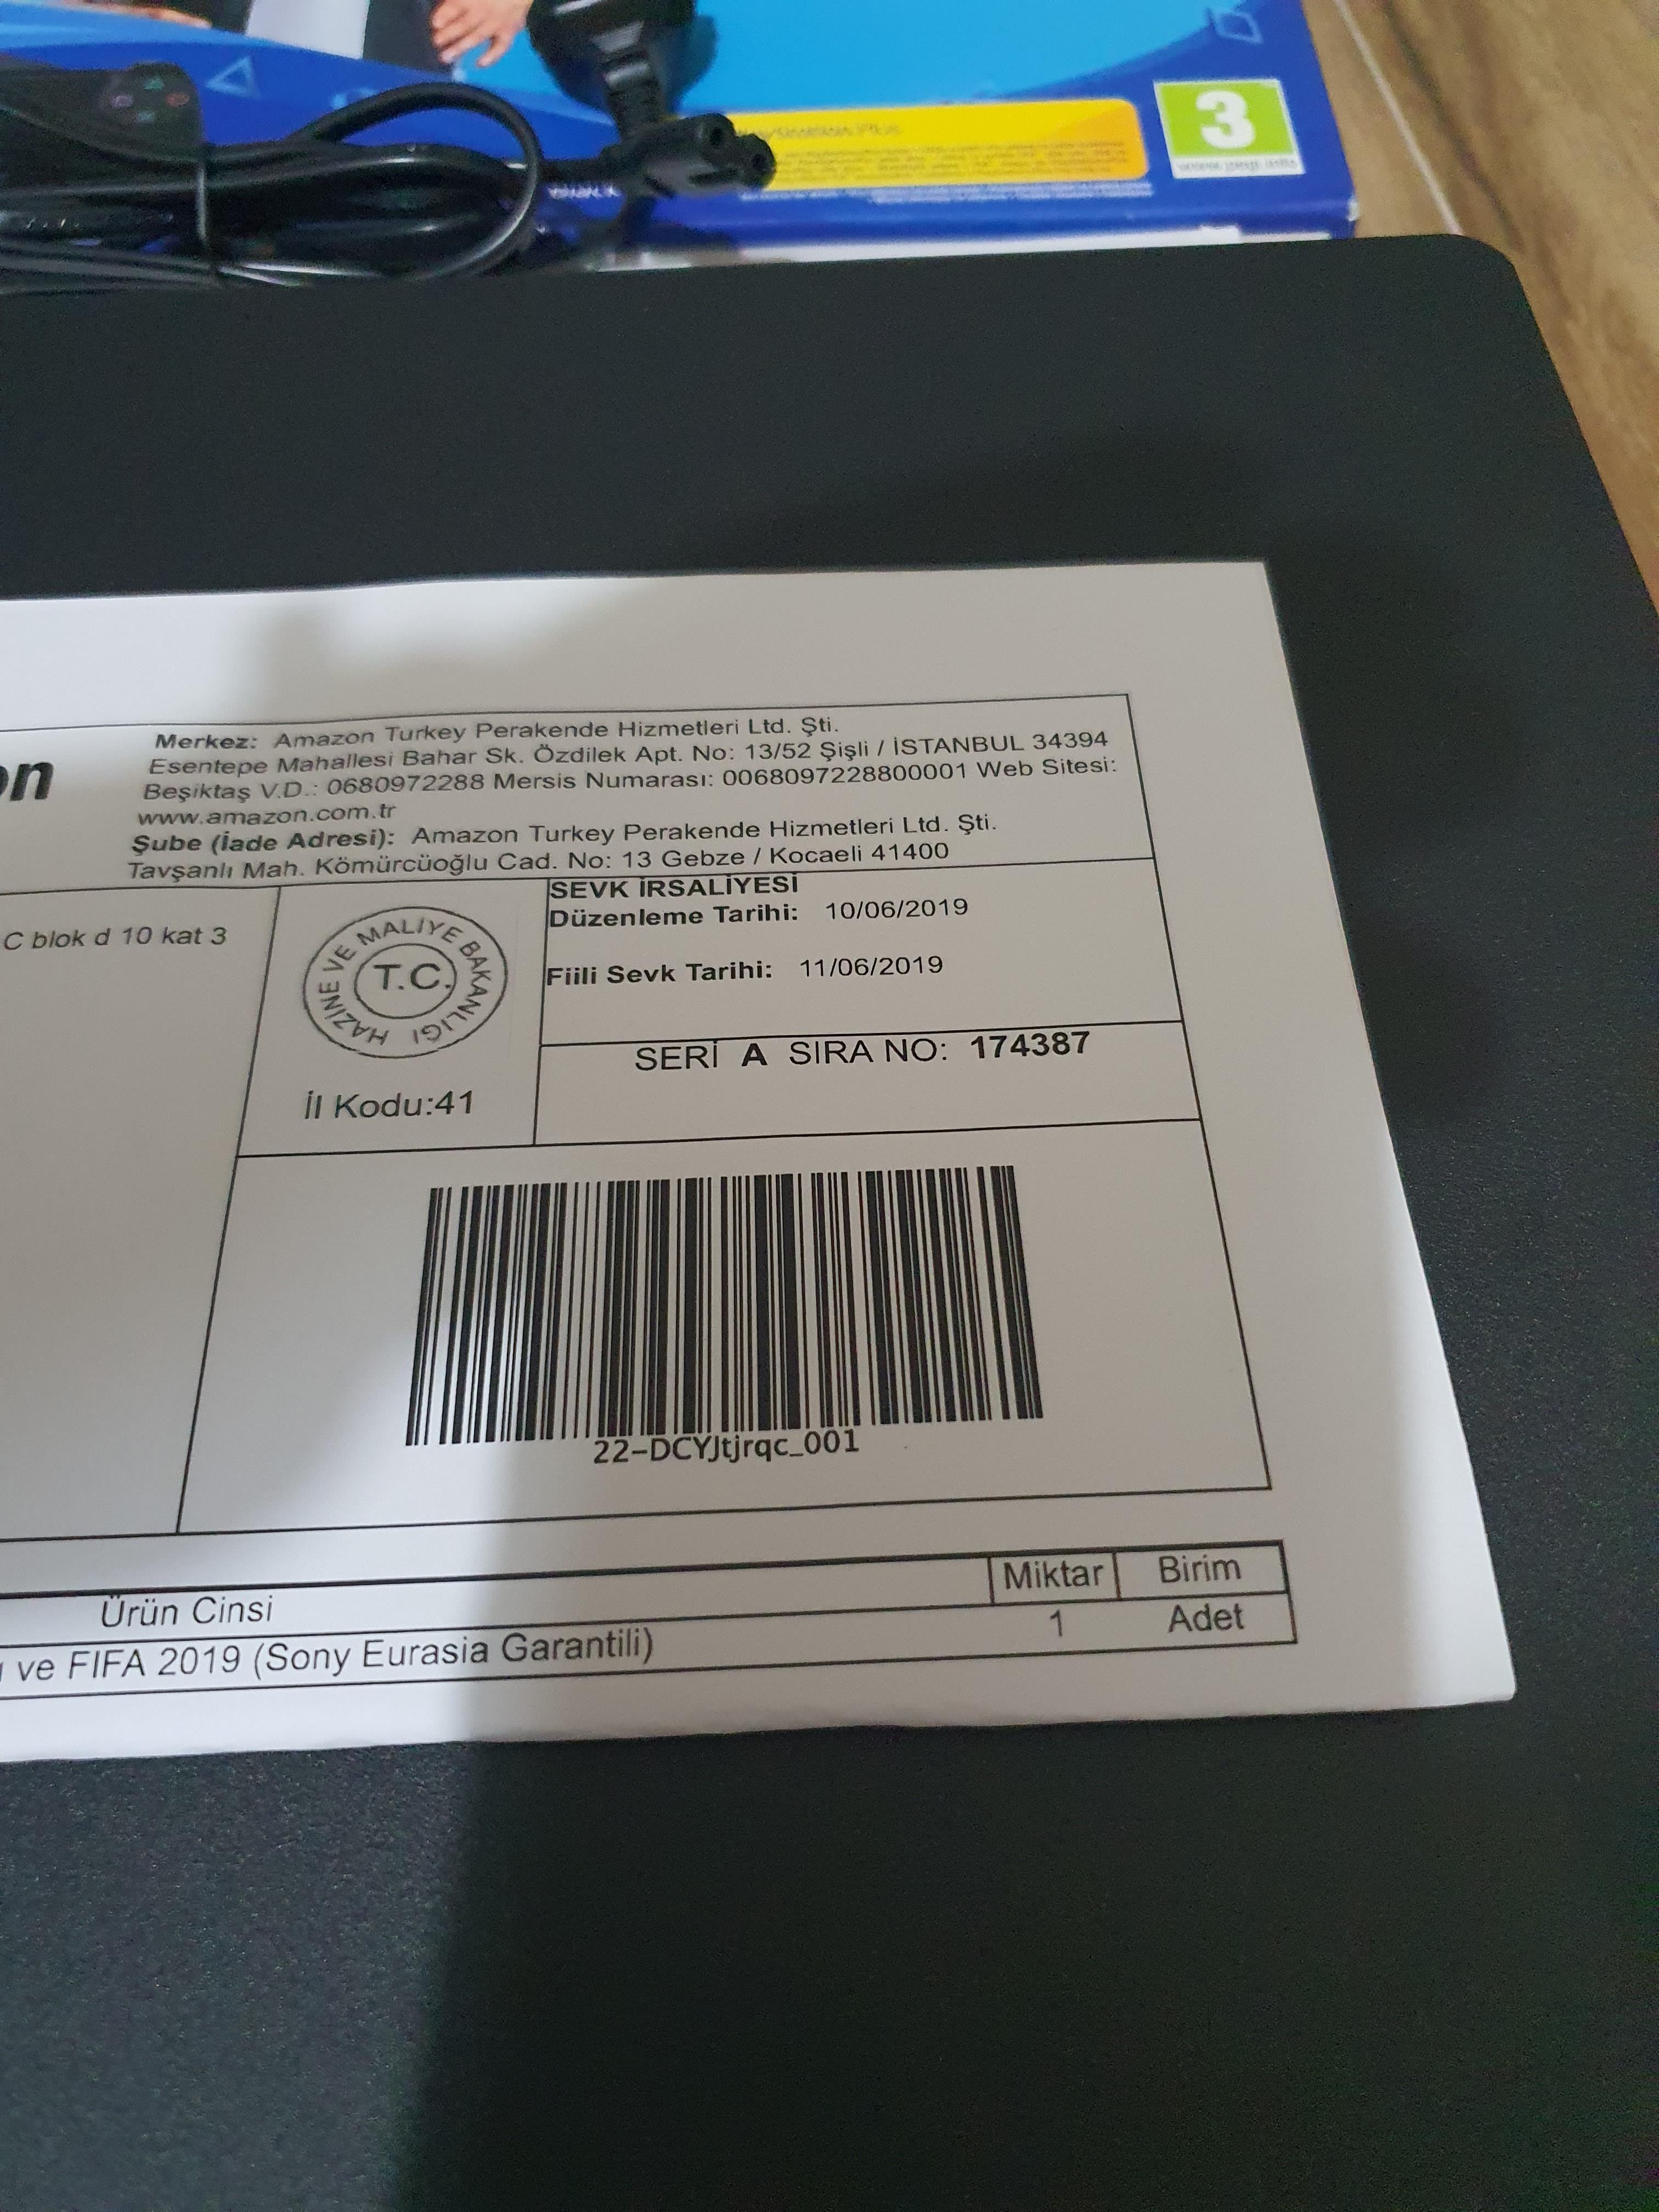 3
on
Merkez: Amazon Turkey Perakende Hizmetleri Ltd. Şti.
Esentepe Mahallesi Bahar Sk. Özdilek Apt. No: 13/52 Şişli / İSTANBUL 34394
Beşiktaş V.D.: 0680972288 Mersis Numarası: 0068097228800001 Web Sitesi:
www.amazon.com.tr
Şube (İade Adresi): Amazon Turkey Perakende Hizmetleri Ltd. Şti.
Tavşanlı Mah. Kömürcüoğlu Cad. No: 13 Gebze / Kocaeli 41400
C blok d 10 kat 3
HAZİNE VE MALİYE BAKANLIĞI
T.C.
İl Kodu:41
SEVK İRSALİYESİ
Düzenleme Tarihi: 10/06/2019
Fiili Sevk Tarihi: 11/06/2019
SERİ A SIRA NO: 174387
22-DCYJtjrqc_001
Ürün Cinsi Miktar Birim
ve FIFA 2019 (Sony Eurasia Garantili) 1 Adet